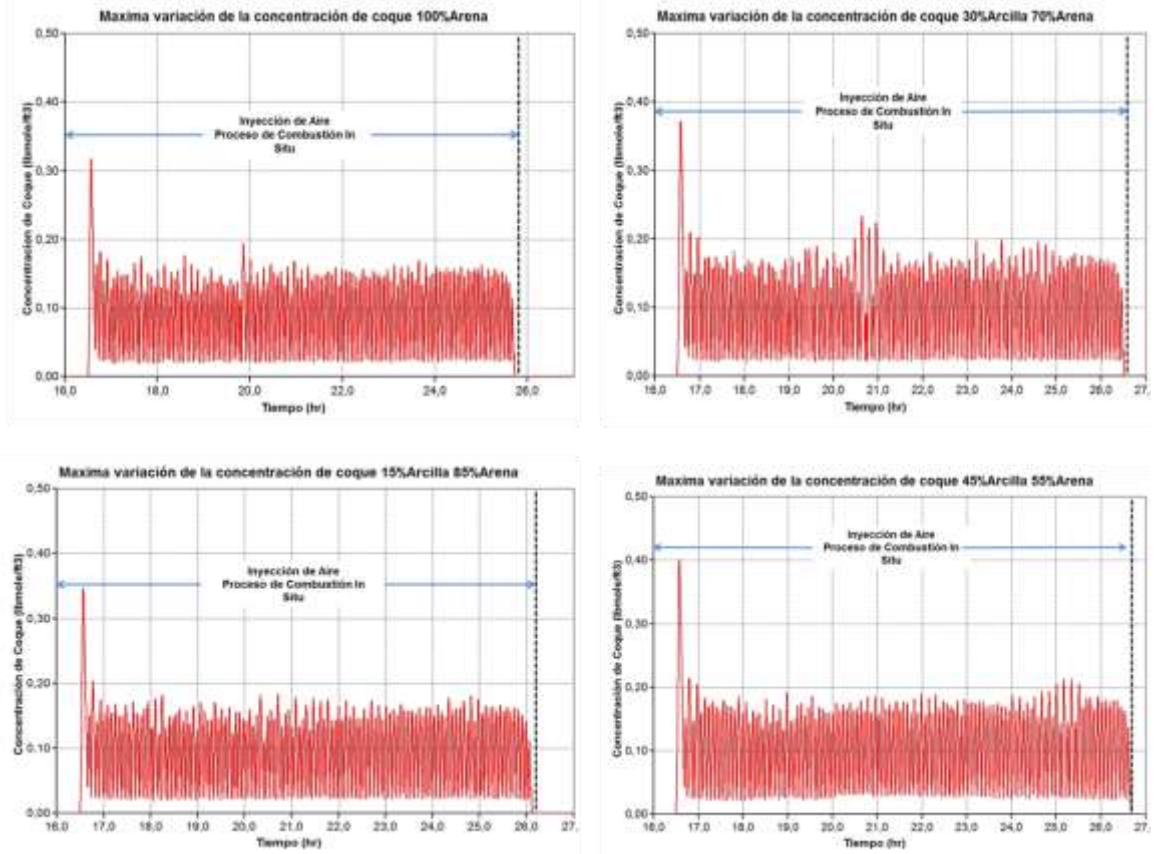 Maxima variación de la concentración de coque 100%Arena
Concentracion de Coque (lbmole/ft3)
0,50
0,40
0,30
0,20
0,10
0,00
Inyección de Aire
Proceso de Combustión In
Situ
16,0 18,0 20,0 22,0 24,0 26,0
Tiempo (hr)
Maxima variación de la concentración de coque 30%Arcilla 70%Arena
Concentración de Coque (lbmole/ft3)
0,50
0,40
0,30
0,20
0,10
0,00
Inyección de Aire
Proceso de Combustión In
Situ
16,0 17,0 18,0 19,0 20,0 21,0 22,0 23,0 24,0 25,0 26,0 27,
Tiempo (hr)
Maxima variación de la concentración de coque 15%Arcilla 85%Arena
Concentración de Coque (lbmole/ft3)
0,50
0,40
0,30
0,20
0,10
0,00
Inyección de Aire
Proceso de Combustión In
Situ
16,0 17,0 18,0 19,0 20,0 21,0 22,0 23,0 24,0 25,0 26,0 27,
Tiempo (hr)
Maxima variación de la concentración de coque 45%Arcilla 55%Arena
Concentración de Coque (lbmole/ft3)
0,50
0,40
0,30
0,20
0,10
0,00
Inyección de Aire
Proceso de Combustión In
Situ
16,0 17,0 18,0 19,0 20,0 21,0 22,0 23,0 24,0 25,0 26,0 27,
Tiempo (hr)